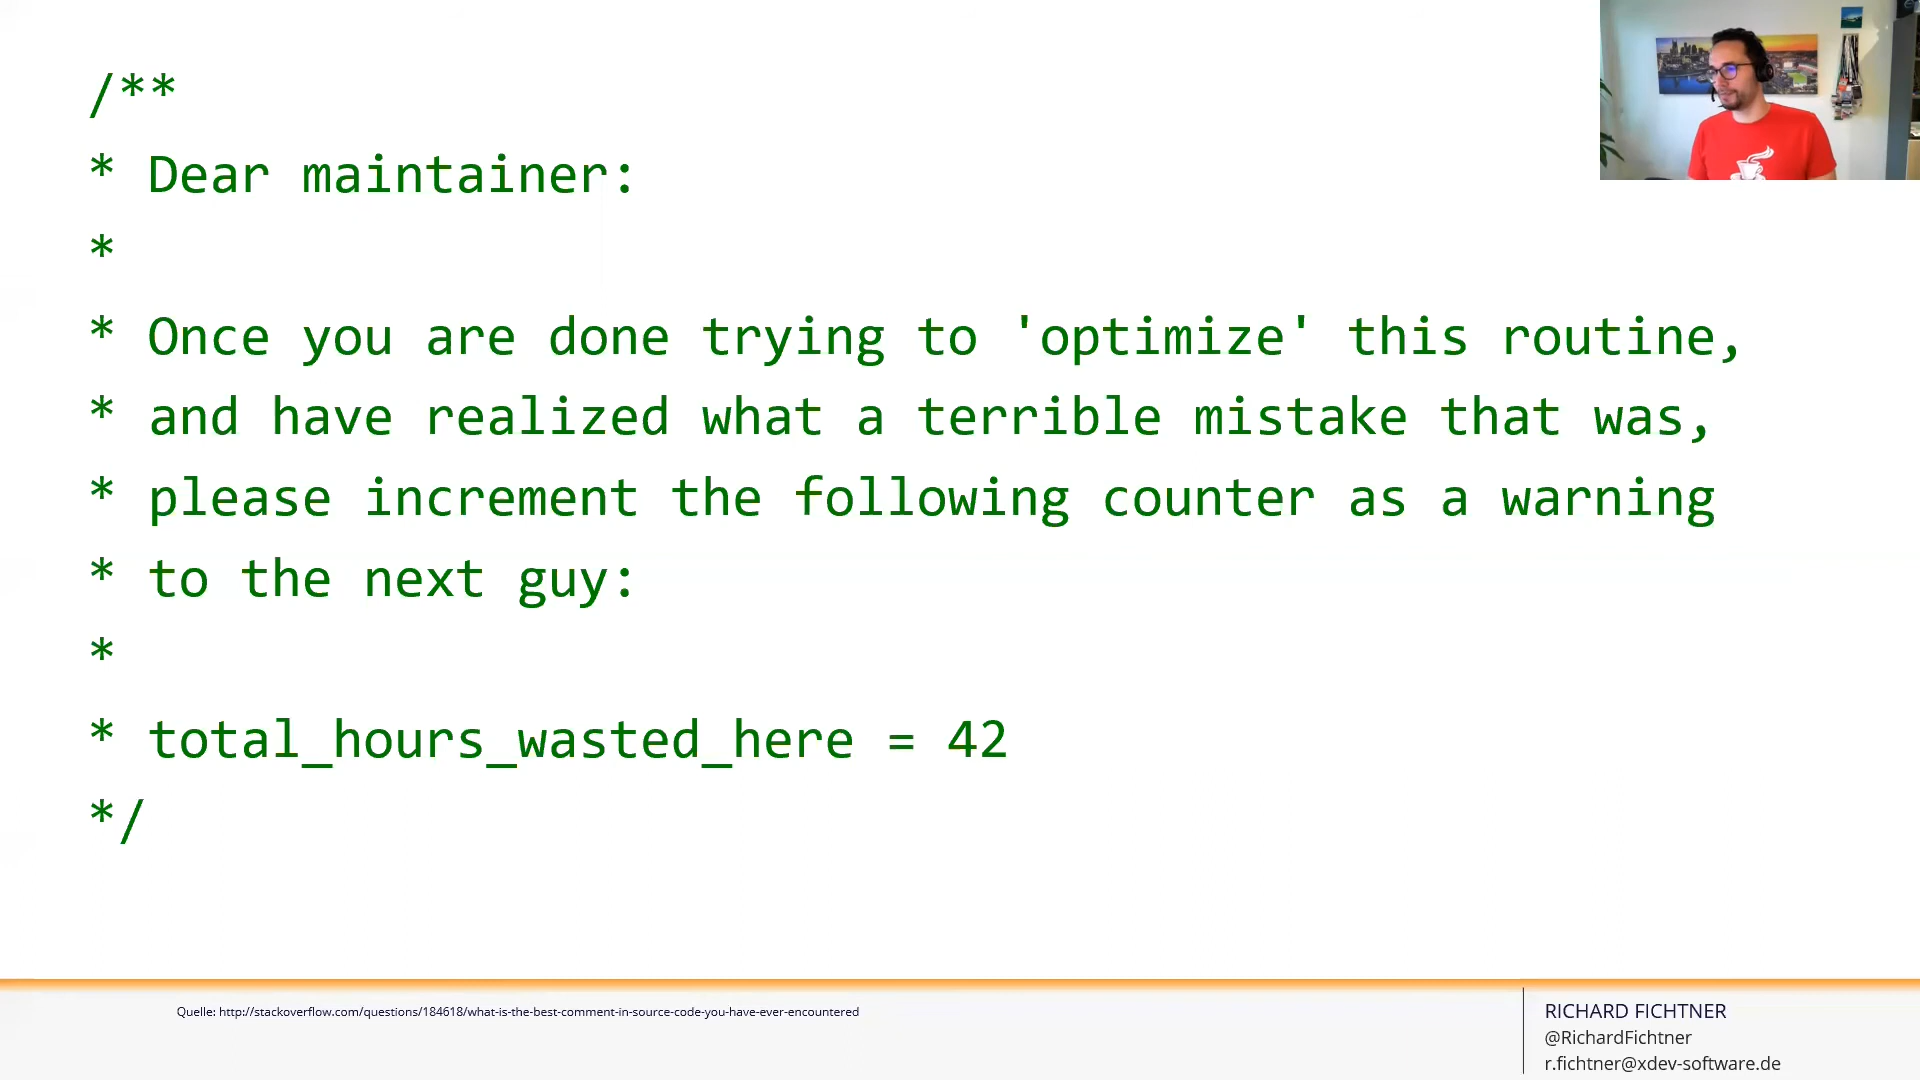 /**
* Dear maintainer:
*
* Once you are done trying to 'optimize' this routine,
* and have realized what a terrible mistake that was,
* please increment the following counter as a warning
* to the next guy:
*
* total_hours_wasted_here = 42
*/
Quelle: http://stackoverflow.com/questions/184618/what-is-the-best-comment-in-source-code-you-have-ever-encountered
RICHARD FICHTNER
@RichardFichtner
r.fichtner@xdev-software.de